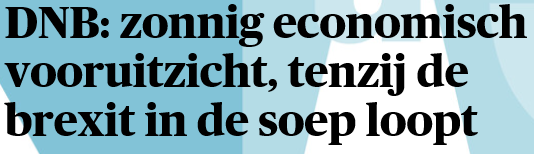 DNB: zonnig economisch
vooruitzicht, tenzij de
brexit in de soep loopt